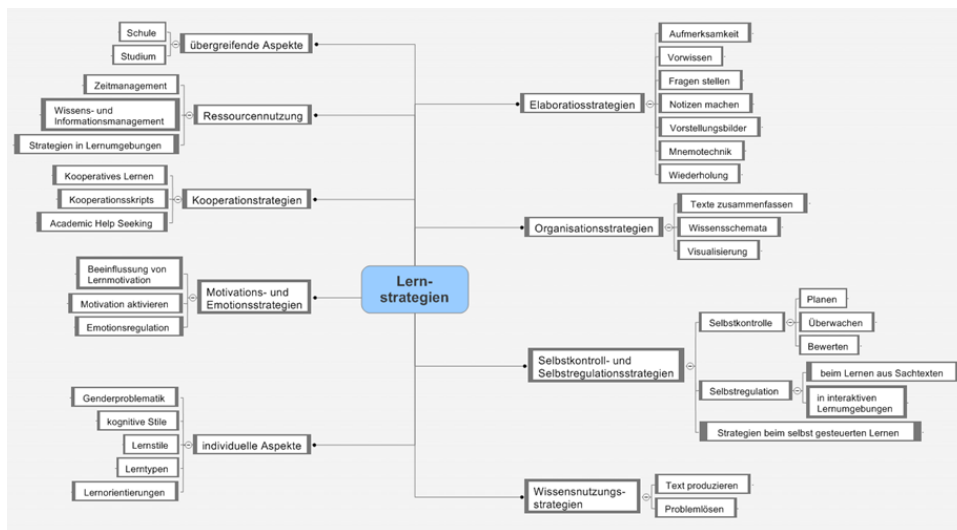 Schule
Studium
übergreifende Aspekte
Zeitmanagement
Wissens- und
Informationsmanagement
Strategien in Lernumgebungen
Ressourcennutzung
Kooperatives Lernen
Kooperationsskripts
Academic Help Seeking
Kooperationstrategien
Beeinflussung von
Lernmotivation
Motivation aktivieren
Emotionsregulation
Motivations- und
Emotionsstrategien
Genderproblematik
kognitive Stile
Lernstile
Lerntypen
Lernorientierungen
individuelle Aspekte
Lern-
strategien
Elaboratiosstrategien
Aufmerksamkeit
Vorwissen
Fragen stellen
Notizen machen
Vorstellungsbilder
Mnemotechnik
Wiederholung
Organisationsstrategien
Texte zusammenfassen
Wissensschemata
Visualisierung
Selbstkontroll- und
Selbstregulationsstrategien
Selbstkontrolle
Planen
Überwachen
Bewerten
Selbstregulation
beim Lernen aus Sachtexten
in interaktiven
Lernumgebungen
Strategien beim selbst gesteuerten Lernen
Wissensnutzungs-
strategien
Text produzieren
Problemlösen